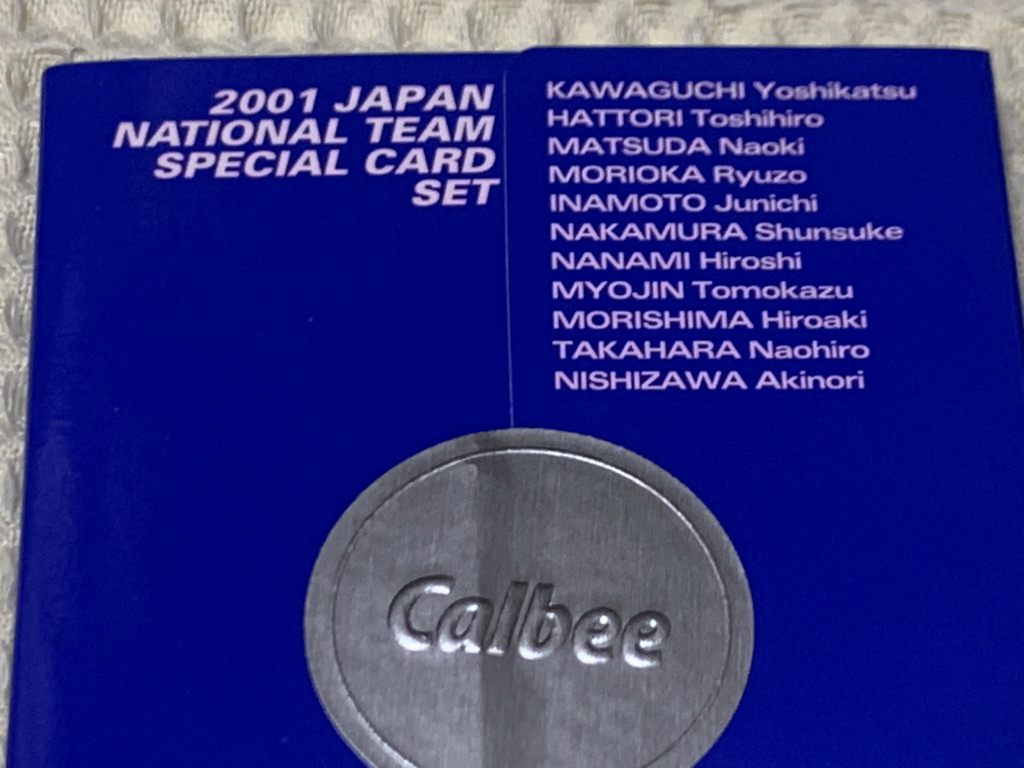 2001 JAPAN
NATIONAL TEAM
SPECIAL CARD
SET
KAWAGUCHI Yoshikatsu
HATTORI Toshihiro
MATSUDA Naoki
MORIOKA Ryuzo
INAMOTO Junichi
NAKAMURA Shunsuke
NANAMI Hiroshi
MYOJIN Tomokazu
MORISHIMA Hiroaki
TAKAHARA Naohiro
NISHIZAWA Akinori
Calbee